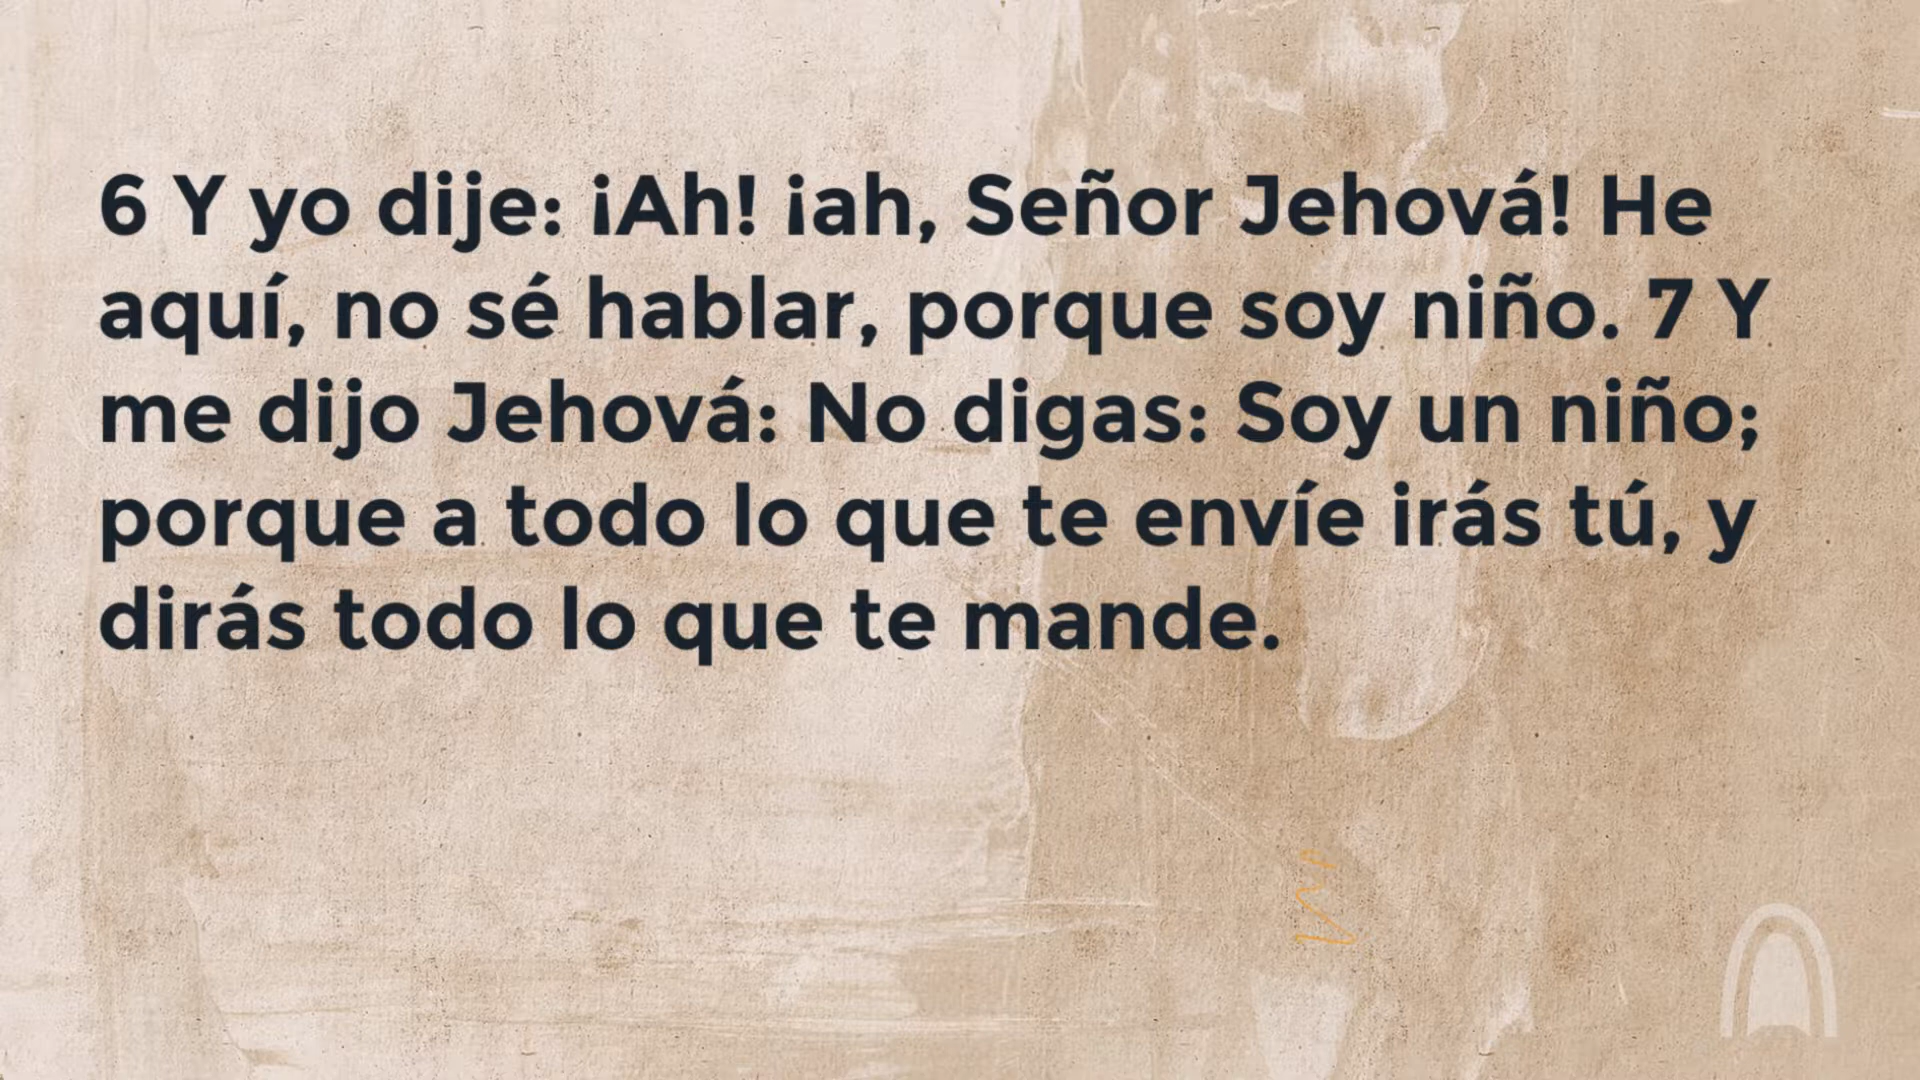 6 Y yo dije: ¡Ah! ¡ah, Señor Jehová! He
aquí, no sé hablar, porque soy niño. 7 Y
me dijo Jehová: No digas: Soy un niño;
porque a todo lo que te envíe irás tú, y
dirás todo lo que te mande.